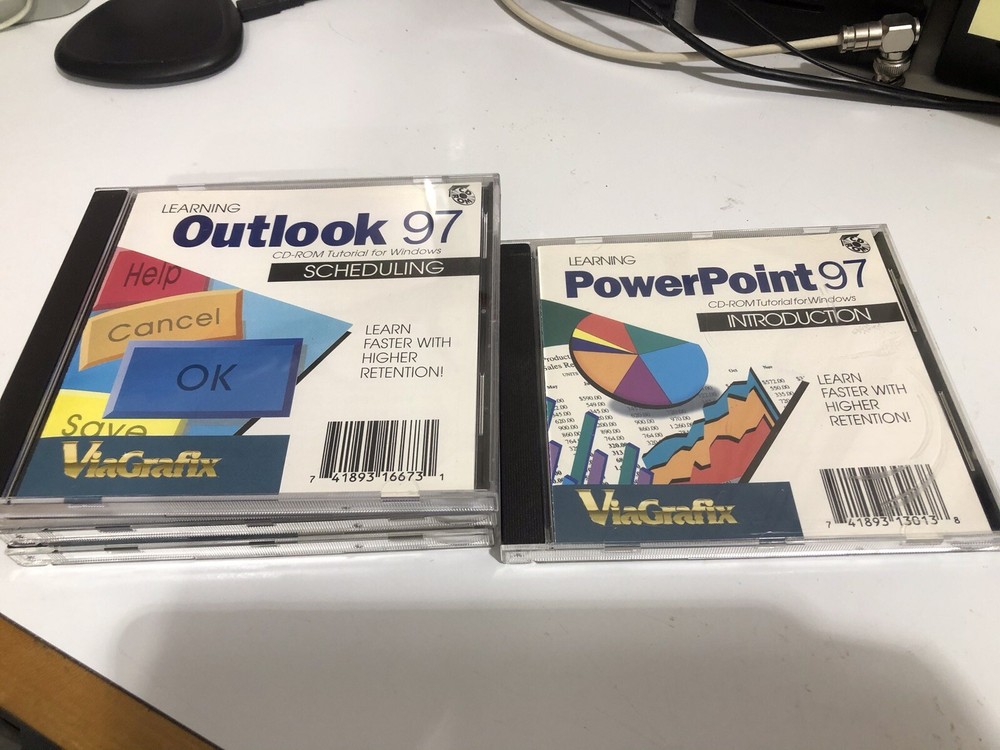 LEARNING
Outlook 97
CD-ROM Tutorial for Windows
SCHEDULING
Help
Cancel
OK
Save
LEARN
FASTER WITH
HIGHER
RETENTION!
ViaGrafix
7 41893 16673 1
LEARNING
PowerPoint 97
CD-ROM Tutorial for Windows
INTRODUCTION
LEARN
FASTER WITH
HIGHER
RETENTION!
May
Oct
ViaGrafix
7 41893 13013 8